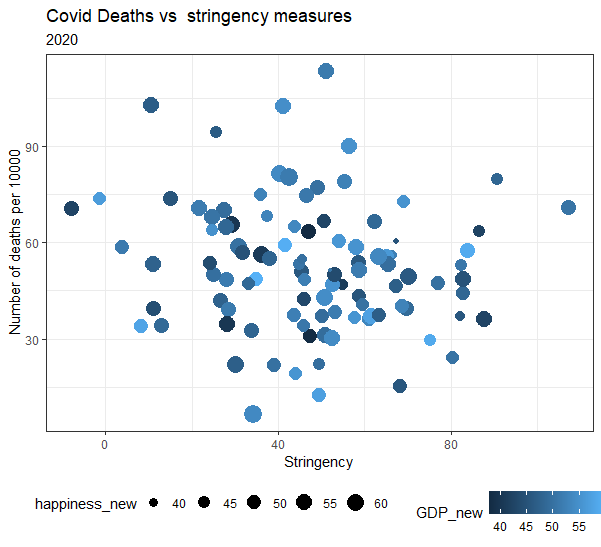 Covid Deaths vs  stringency measures
2020
Number of deaths per 10000
90
60
30
0 40 80
Stringency
happiness_new 40 45 50 55 60
GDP_new 40 45 50 55